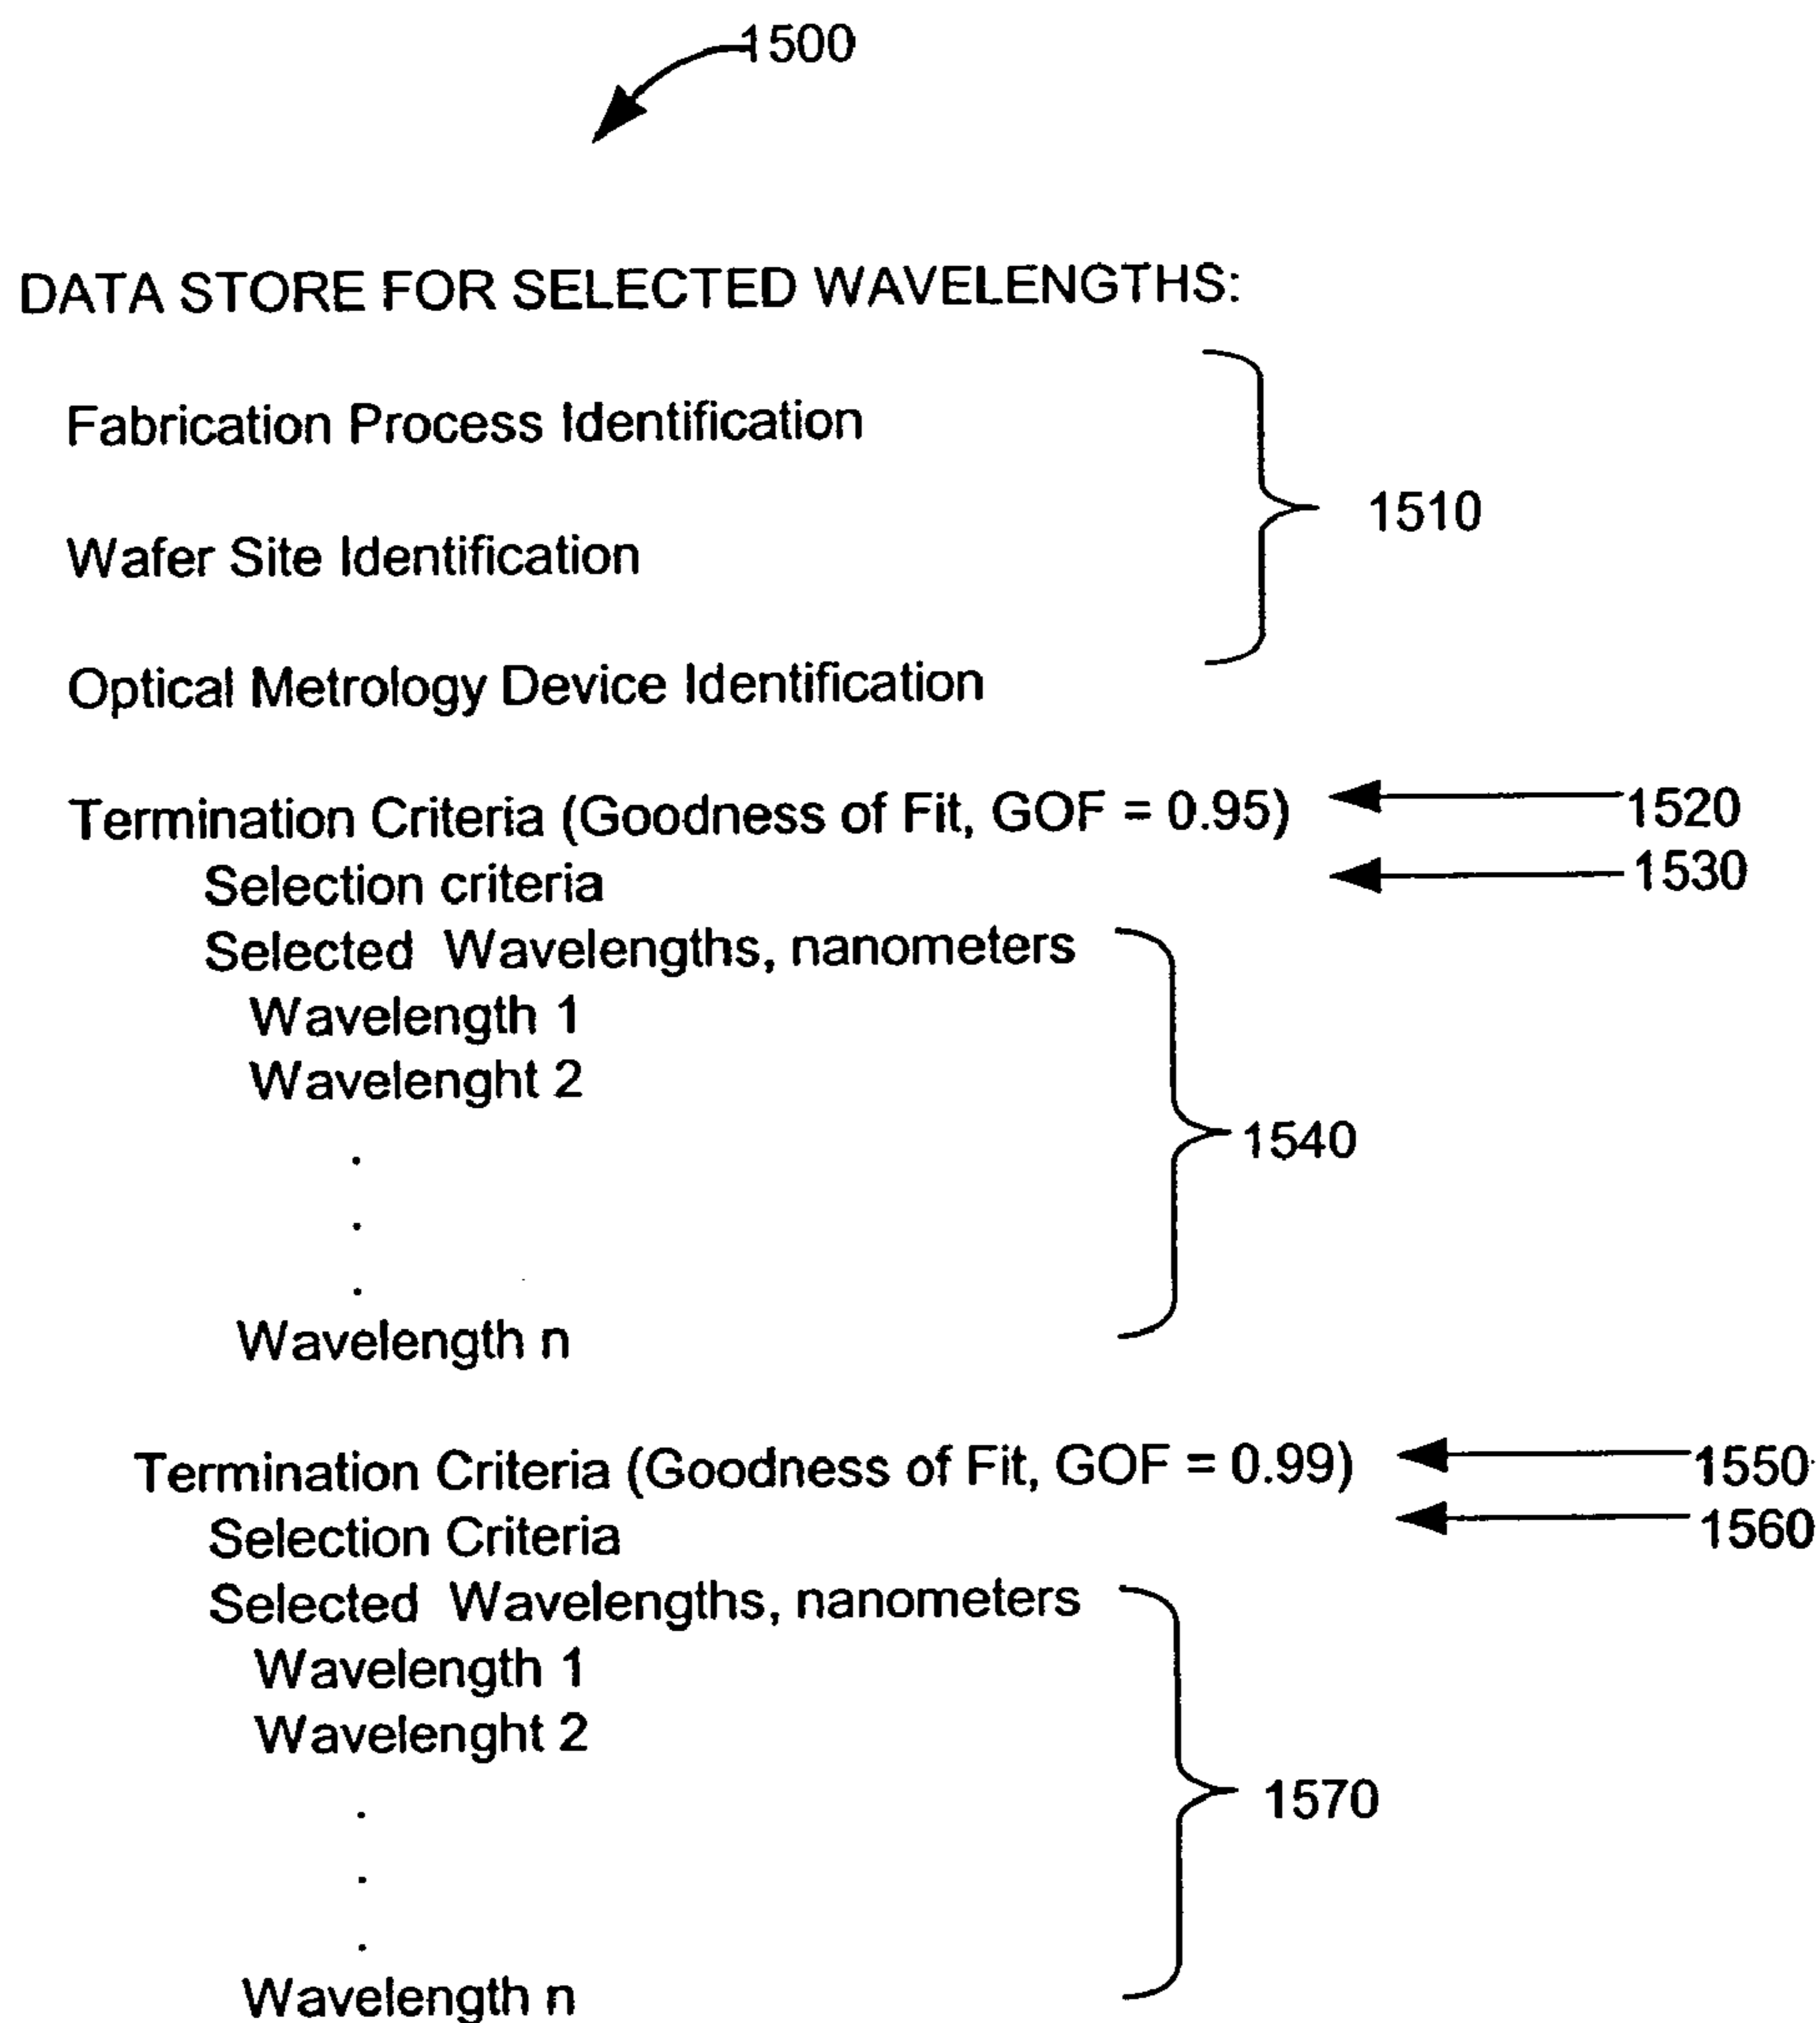 1500
DATA STORE FOR SELECTED WAVELENGTHS:
Fabrication Process Identification
1510
Wafer Site Identification
Optical Metrology Device Identification
Termination Criteria (Goodness of Fit, GOF = 0.95) 1520
Selection criteria 1530
Selected Wavelengths, nanometers
Wavelength 1
Wavelenght 2
1540
.
.
.
Wavelength n
Termination Criteria (Goodness of Fit, GOF = 0.99) 1550
Selection Criteria 1560
Selected Wavelengths, nanometers
Wavelength 1
Wavelenght 2
1570
.
.
.
Wavelength n